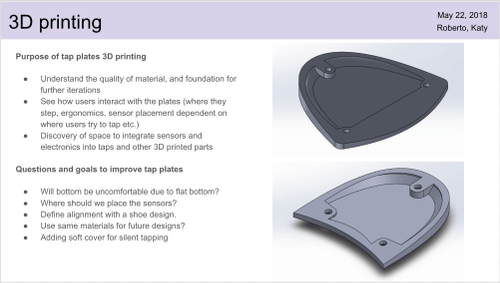 3D printing
May 22, 2018
Roberto, Katy
Purpose of tap plates 3D printing
● Understand the quality of material, and foundation for
further iterations
● See how users interact with the plates (where they
step, ergonomics, sensor placement dependent on
where users try to tap etc.)
● Discovery of space to integrate sensors and
electronics into taps and other 3D printed parts
Questions and goals to improve tap plates
● Will bottom be uncomfortable due to flat bottom?
● Where should we place the sensors?
● Define alignment with a shoe design.
● Use same materials for future designs?
● Adding soft cover for silent tapping